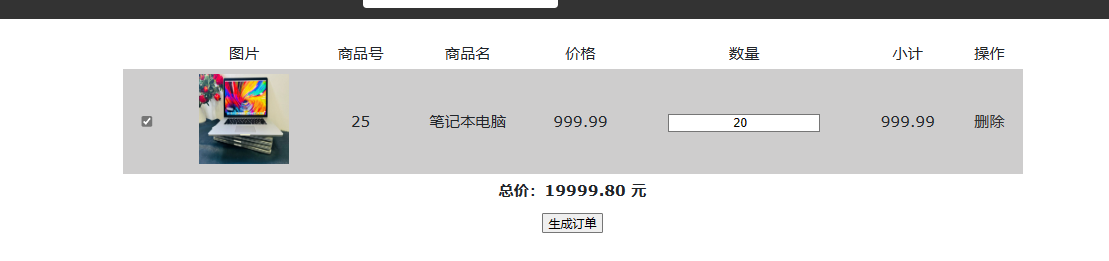 图片 商品号 商品名 价格 数量 小计 操作
25 笔记本电脑 999.99 20 999.99 删除
总价：19999.80 元
生成订单